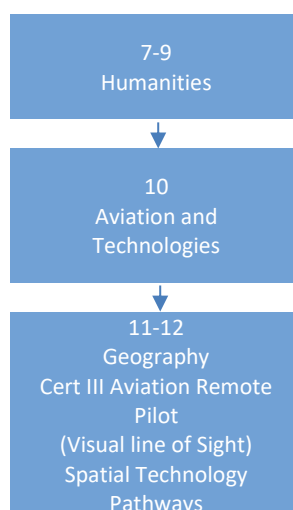 7-9
Humanities
10
Aviation and
Technologies
11-12
Geography
Cert III Aviation Remote
Pilot
(Visual line of Sight)
Spatial Technology
Pathways